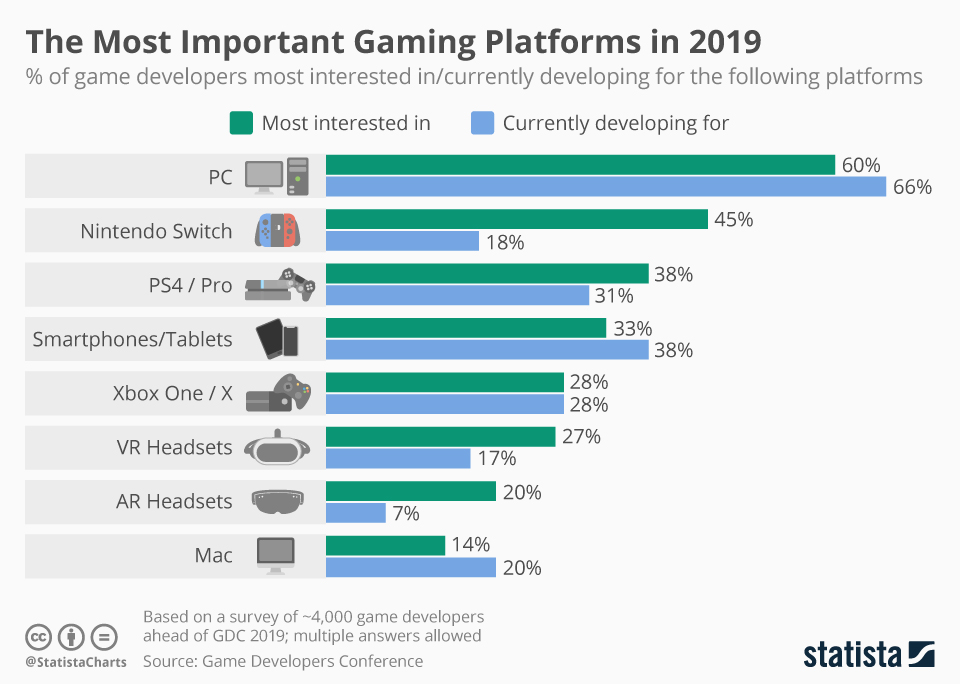 The Most Important Gaming Platforms in 2019
% of game developers most interested in/currently developing for the following platforms
Most interested in Currently developing for
PC 60%
66%
Nintendo Switch 45%
18%
PS4 / Pro 38%
31%
Smartphones/Tablets 33%
38%
Xbox One / X 28%
28%
VR Headsets 27%
17%
AR Headsets 20%
7%
Mac 14%
20%
Based on a survey of ~4,000 game developers
ahead of GDC 2019; multiple answers allowed
cc
@StatistaCharts Source: Game Developers Conference
statista